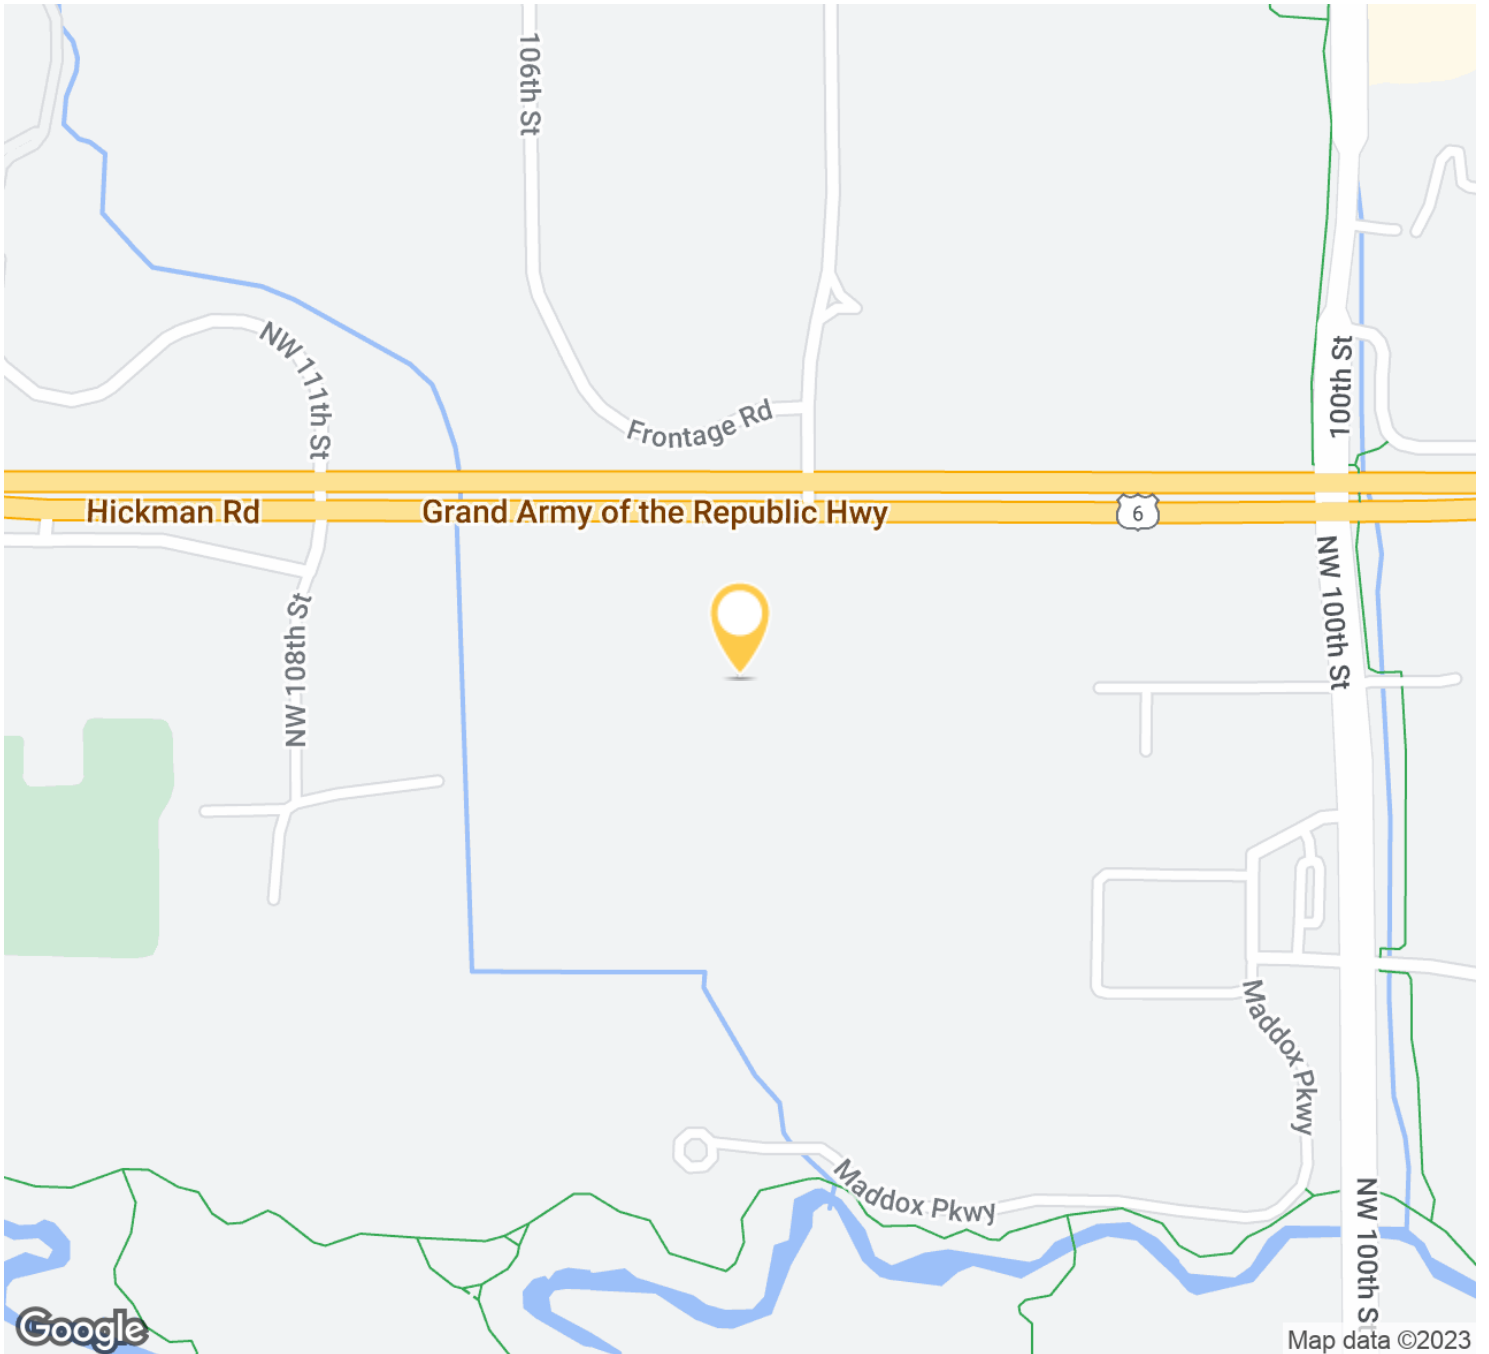 106th St
100th St
NW 111th St
Frontage Rd
Hickman Rd
Grand Army of the Republic Hwy
6
NW 100th St
NW 108th St
Maddox Pkwy
Maddox Pkwy
NW 100th St
Google
Map data ©2023